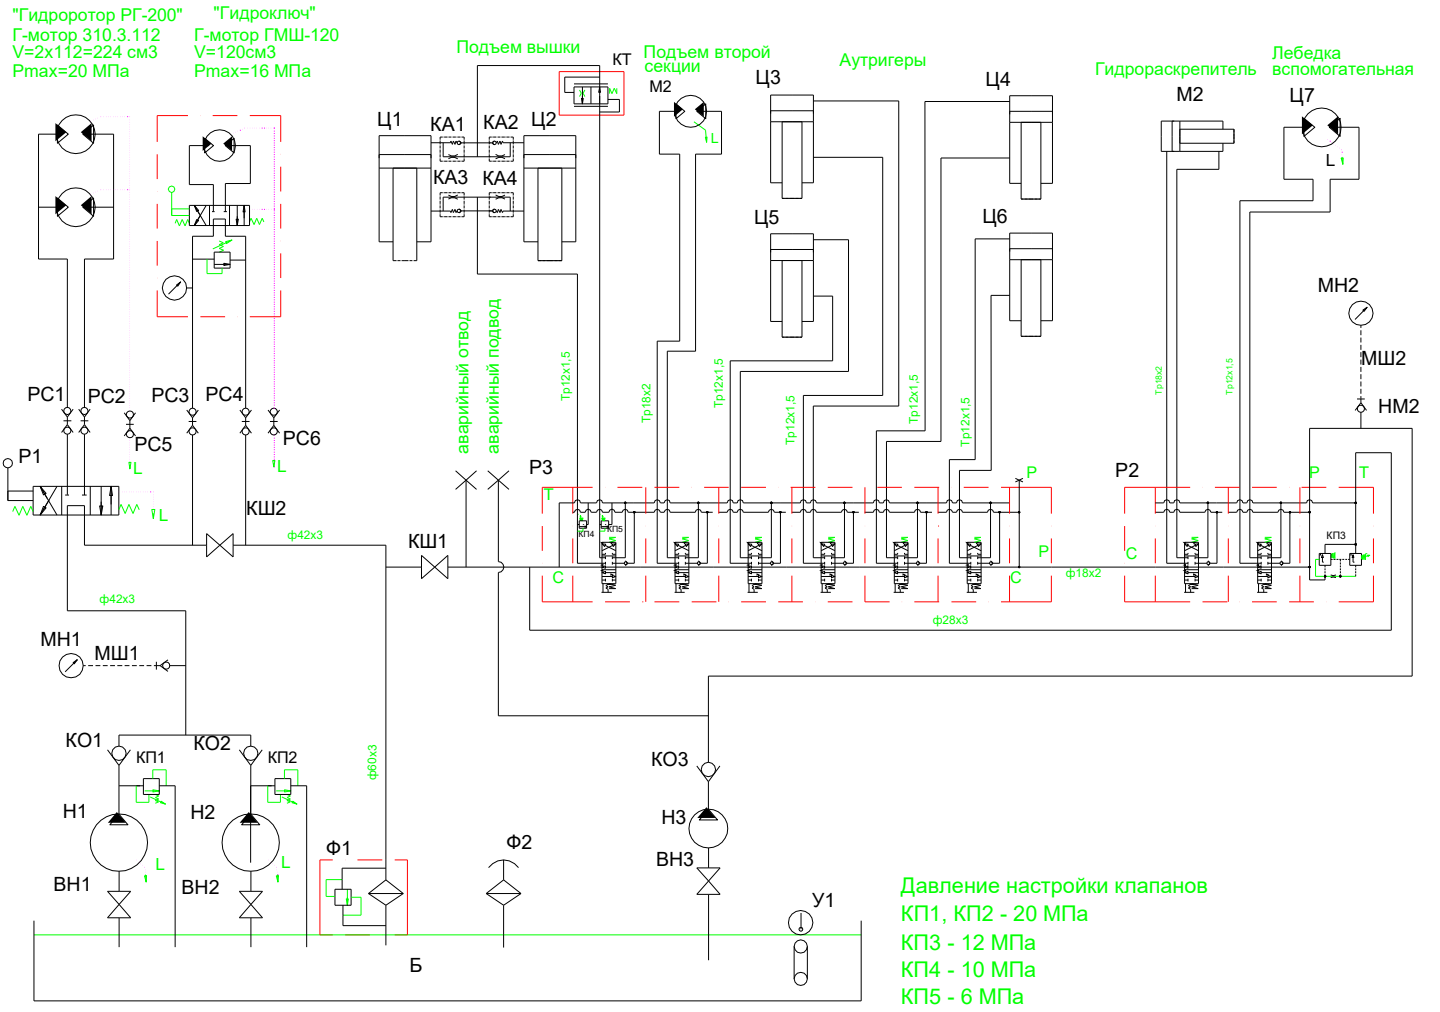 "Гидроротор РГ-200"
Г-мотор 310.3.112
V=2x112=224 см3
Pmax=20 МПа
"Гидроключ"
Г-мотор ГМШ-120
V=120см3
Pmax=16 МПа
Подъем вышки
КТ
Подъем второй
секции
М2
Аутригеры
Гидрораскрепитель
М2
Лебедка
вспомогательная
Ц7
Ц1
КА1
КА2
Ц2
КА3
КА4
L
Ц3
Ц4
Ц5
Ц6
L
МН2
МШ2
НМ2
аварийный отвод
аварийный подвод
Тр12х1,5
Тр18х2
Тр12х1,5
Тр12х1,5
Тр12х1,5
Тр12х1,5
Тр18х2
Тр12х1,5
РС1
РС2
РС3
РС4
РС5
РС6
L
L
Р1
L
КШ2
ф42х3
КШ1
Р3
Т
КП4
КП5
С
Р
Р
С
ф18х2
Р2
Р
Т
С
КП3
ф28х3
ф42х3
МН1
МШ1
КО1
КО2
КП1
КП2
ф60х3
КО3
Н1
Н2
Н3
L
L
ВН1
ВН2
ВН3
Ф1
Ф2
У1
Б
Давление настройки клапанов
КП1, КП2 - 20 МПа
КП3 - 12 МПа
КП4 - 10 МПа
КП5 - 6 МПа